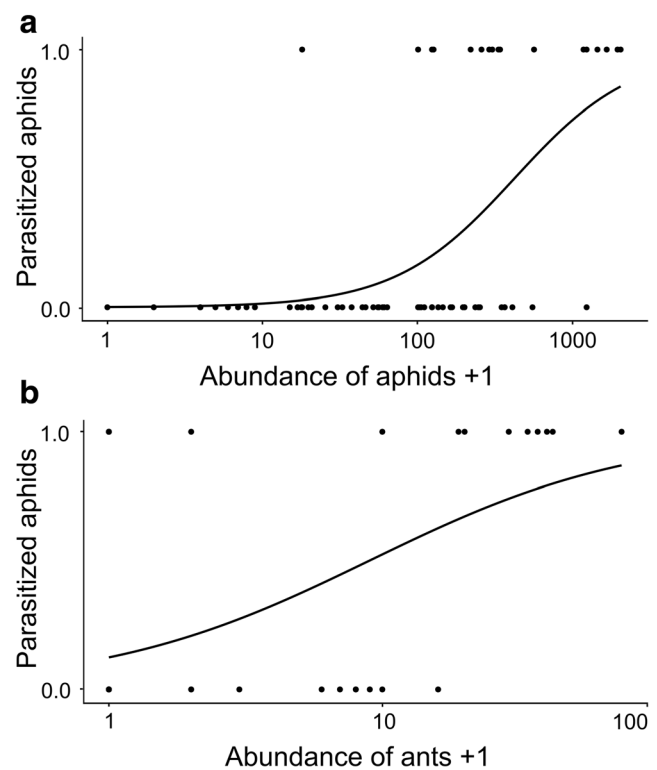 a
1.0
Parasitized aphids
0.0
1 10 100 1000
Abundance of aphids +1
b
1.0
Parasitized aphids
0.0
1 10 100
Abundance of ants +1